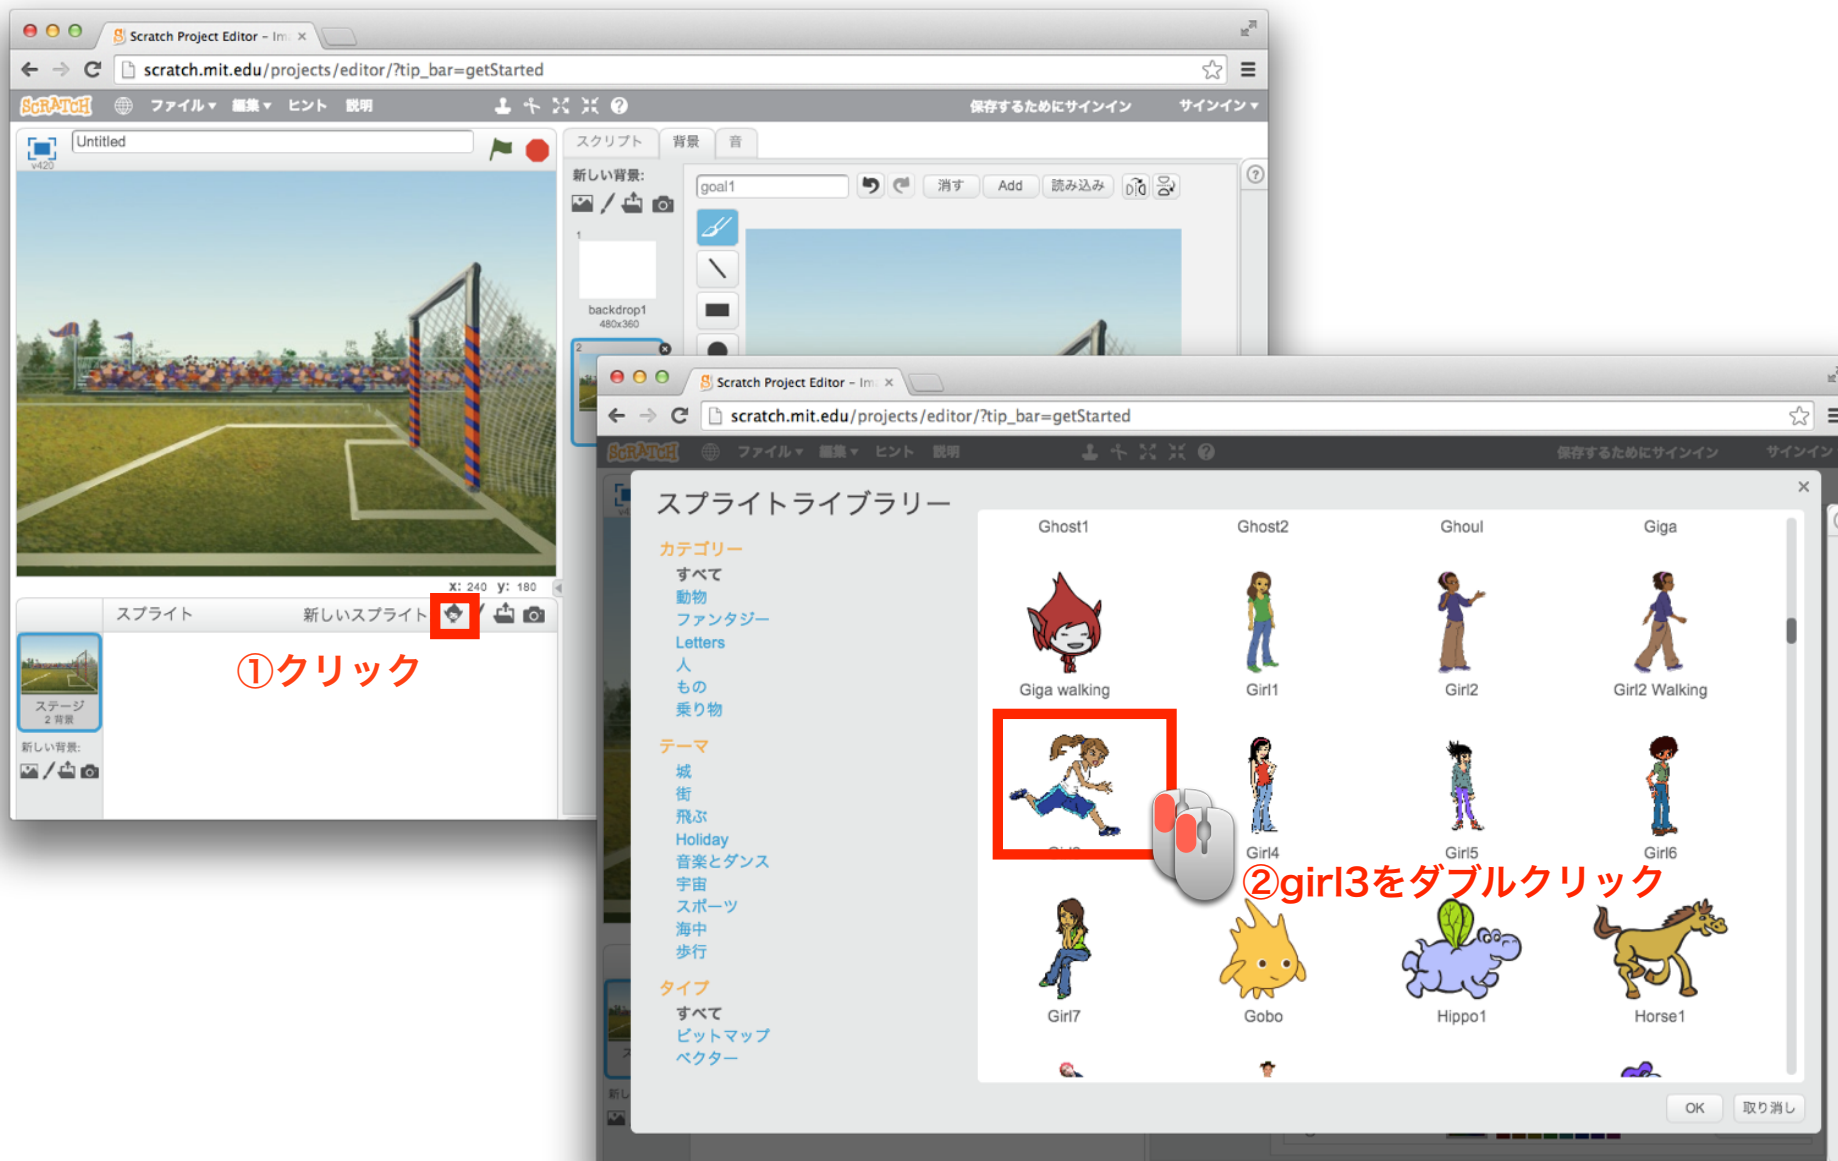 Scratch Project Editor – Im
scratch.mit.edu/projects/editor/?tip_bar=getStarted
SCRATCH ファイル▼ 編集▼ ヒント 説明 保存するためにサインイン サインイン▼
v420 Untitled
スクリプト 背景 音
新しい背景:
goal1 消す Add 読み込み
1
backdrop1
480x360
2
x: 240 y: 180
スプライト 新しいスプライト
①クリック
ステージ
2 背景
新しい背景:
Scratch Project Editor – Im
scratch.mit.edu/projects/editor/?tip_bar=getStarted
SCRATCH ファイル▼ 編集▼ ヒント 説明 保存するためにサインイン サインイン
スプライトライブラリー
カテゴリー
すべて
動物
ファンタジー
Letters
人
もの
乗り物
テーマ
城
街
飛ぶ
Holiday
音楽とダンス
宇宙
スポーツ
海中
歩行
タイプ
すべて
ビットマップ
ベクター
Ghost1 Ghost2 Ghoul Giga
Giga walking Girl1 Girl2 Girl2 Walking
Girl4 Girl5 Girl6
②girl3をダブルクリック
Girl7 Gobo Hippo1 Horse1
OK 取り消し